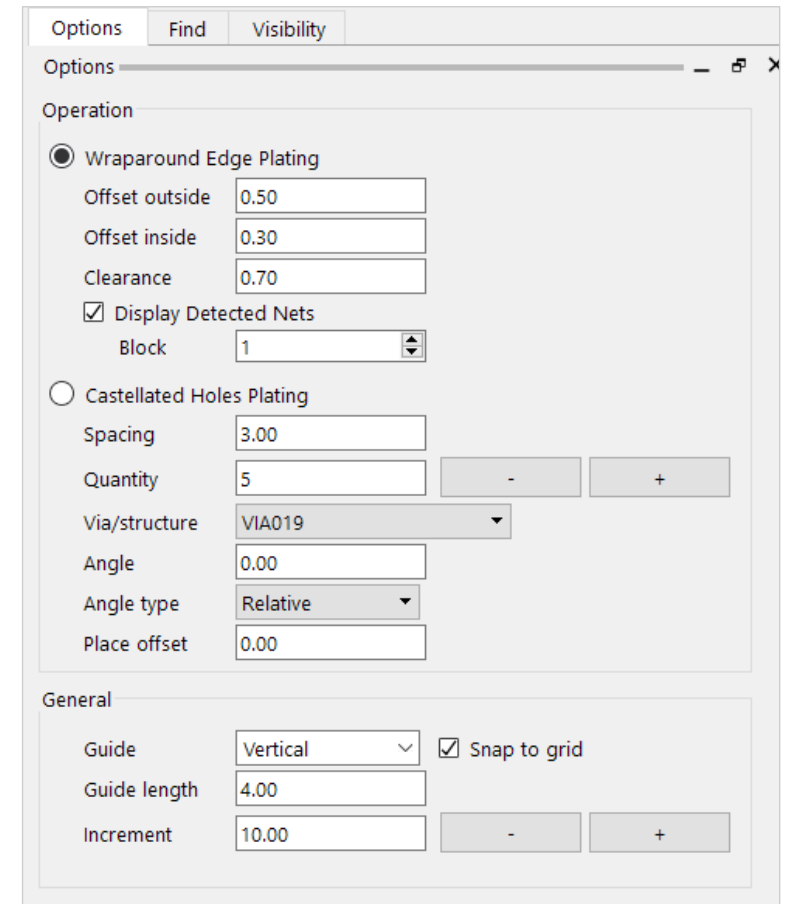 Options Find Visibility
Options
Operation
Wraparound Edge Plating
Offset outside 0.50
Offset inside 0.30
Clearance 0.70
Display Detected Nets
Block 1
Castellated Holes Plating
Spacing 3.00
Quantity 5 - +
Via/structure VIA019
Angle 0.00
Angle type Relative
Place offset 0.00
General
Guide Vertical Snap to grid
Guide length 4.00
Increment 10.00 - +